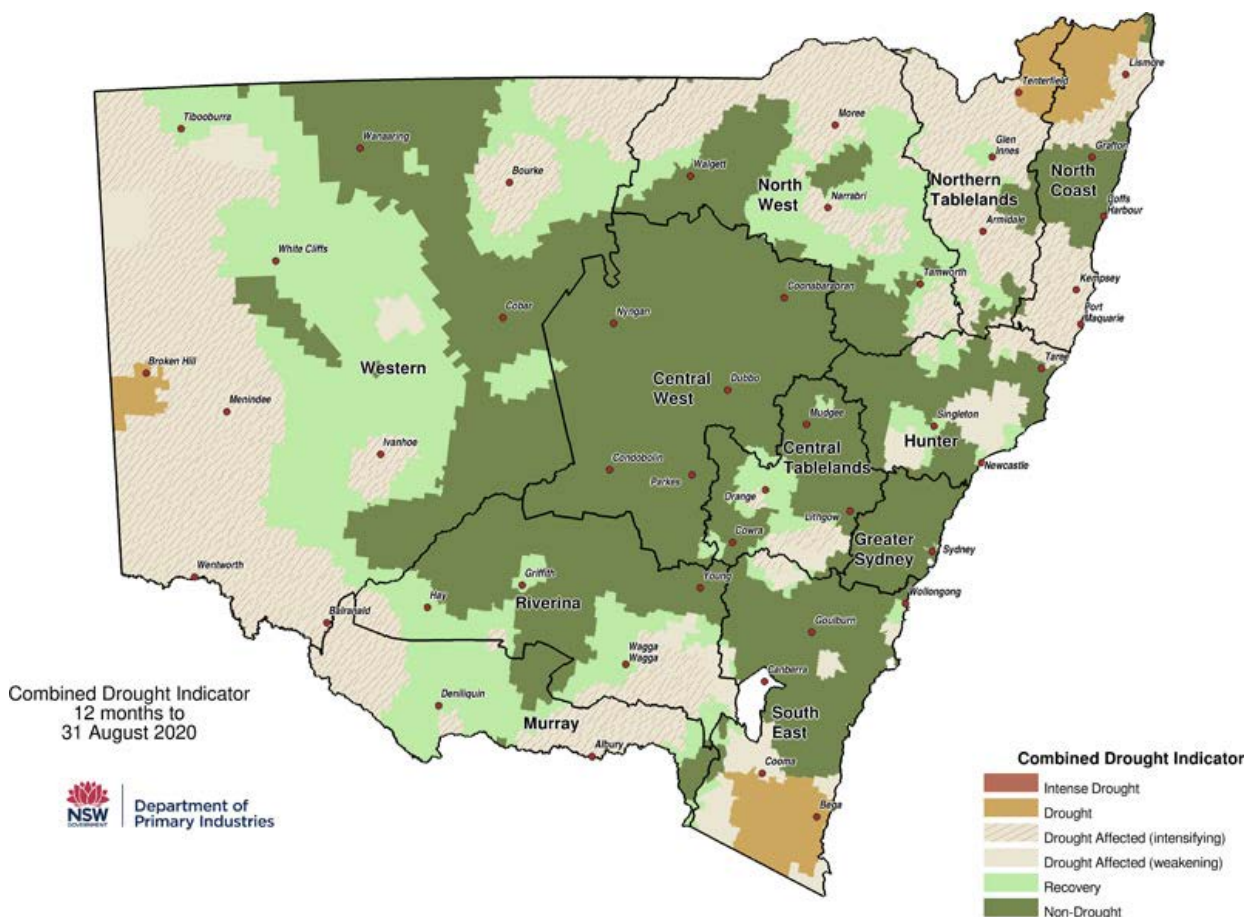 Tenterfield
Lismore
Tibooburra
Moree
Wanaaring
Glen
Innes
Grafton
Bourke
Walgett
North
West
Northern
Tablelands
North
Coast
Narrabri
Coffs
Harbour
Armidale
White Cliffs
Tamworth
Kempsey
Coonabarabran
Port
Maquarie
Cobar
Nyngan
Broken Hill
Western
Taree
Central
West
Dubbo
Menindee
Mudgee
Singleton
Hunter
Central
Tablelands
Ivanhoe
Condobolin
Parkes
Newcastle
Orange
Lithgow
Cowra
Greater
Sydney
Sydney
Wentworth
Griffith
Young
Riverina
Hay
Wollongong
Balranald
Goulburn
Wagga
Wagga
Canberra
Combined Drought Indicator
12 months to
31 August 2020
Deniliquin
Murray
South
East
Albury
Cooma
Bega
NSW
GOVERNMENT
Department of
Primary Industries
Combined Drought Indicator
Intense Drought
Drought
Drought Affected (intensifying)
Drought Affected (weakening)
Recovery
Non-Drought